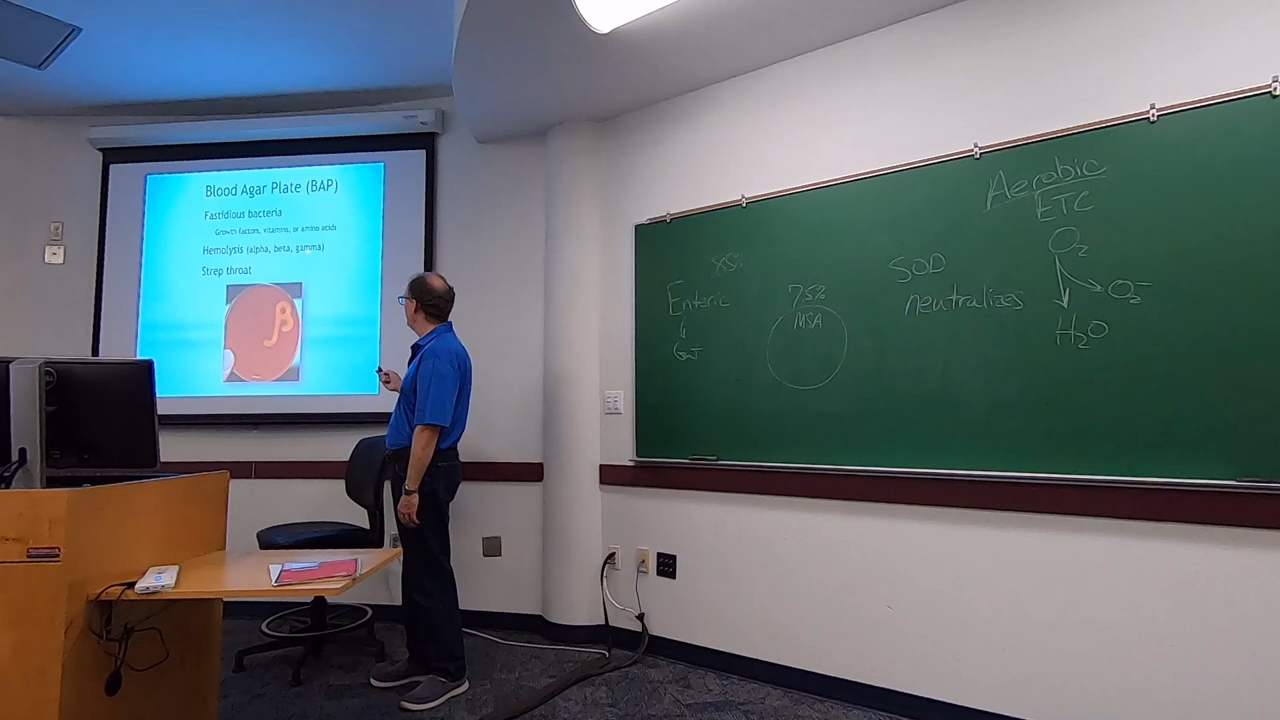 Blood Agar Plate (BAP)
Fastidious bacteria
Growth factors, vitamins, or amino acids
Hemolysis (alpha, beta, gamma)
Strep throat
β
Enteric
7.5%
MSA
SOD
neutralizes
Aerobic
ETC
O₂
O₂⁻
H₂O